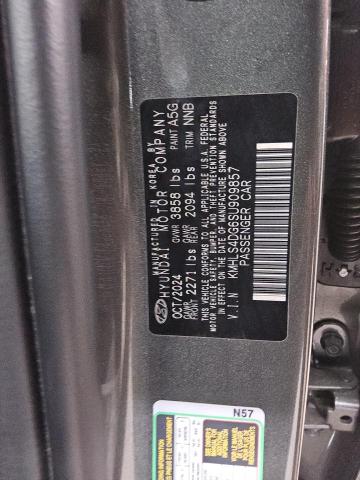 MANUFACTURED IN KOREA BY
HYUNDAI MOTOR COMPANY
OCT/2024 GVWR 3858 lbs PAINT A5G
GAWR FRONT 2271 lbs GAWR REAR 2094 lbs TRIM NNB
THIS VEHICLE CONFORMS TO ALL APPLICABLE U.S.A. FEDERAL
MOTOR VEHICLE SAFETY, BUMPER, AND THEFT PREVENTION STANDARDS
IN EFFECT ON THE DATE OF MANUFACTURE SHOWN ABOVE.
V.I.N KMHLS4DG6SU909857
PASSENGER CAR
N57